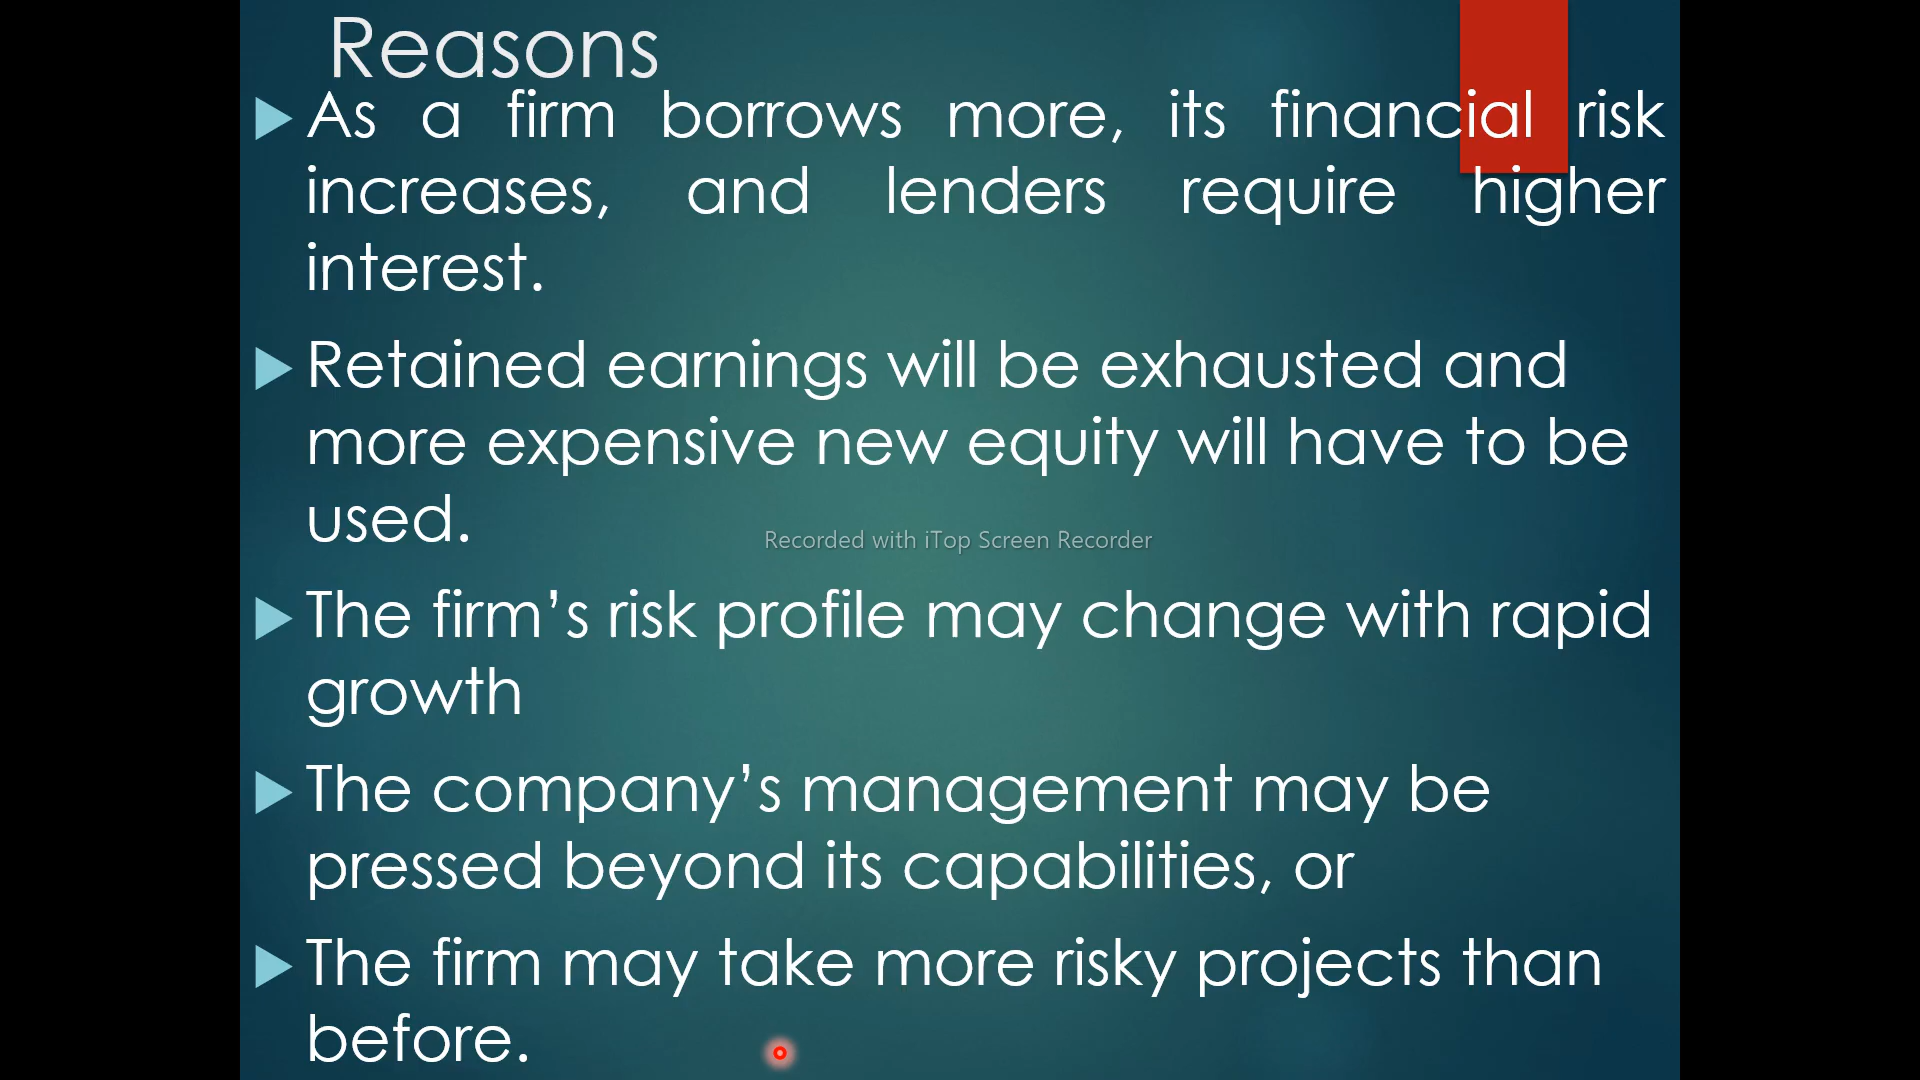 Reasons
As a firm borrows more, its financial risk
increases, and lenders require higher
interest.
Retained earnings will be exhausted and
more expensive new equity will have to be
used.
Recorded with iTop Screen Recorder
The firm’s risk profile may change with rapid
growth
The company’s management may be
pressed beyond its capabilities, or
The firm may take more risky projects than
before.